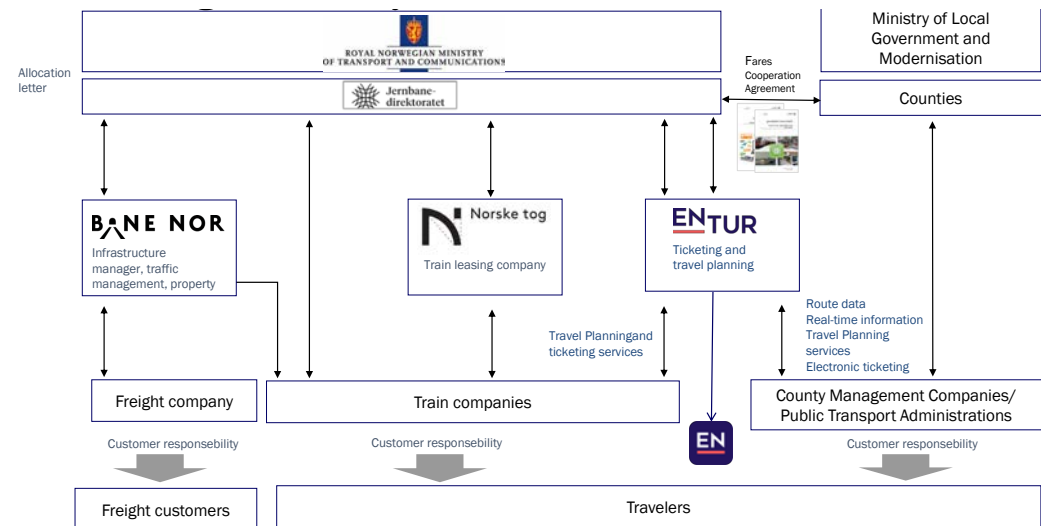 ROYAL NORWEGIAN MINISTRY
OF TRANSPORT AND COMMUNICATIONS
Ministry of Local
Government and
Modernisation
Allocation
letter
Jernbane-
direktoratet
Fares
Cooperation
Agreement
Counties
BANE NOR
Infrastructure
manager, traffic
management, property
Norske tog
Train leasing company
ENTUR
Ticketing and
travel planning
Travel Planningand
ticketing services
Route data
Real-time information
Travel Planning
services
Electronic ticketing
Freight company
Train companies
County Management Companies/
Public Transport Administrations
EN
Customer responsebility
Customer responsebility
Customer responsebility
Freight customers
Travelers